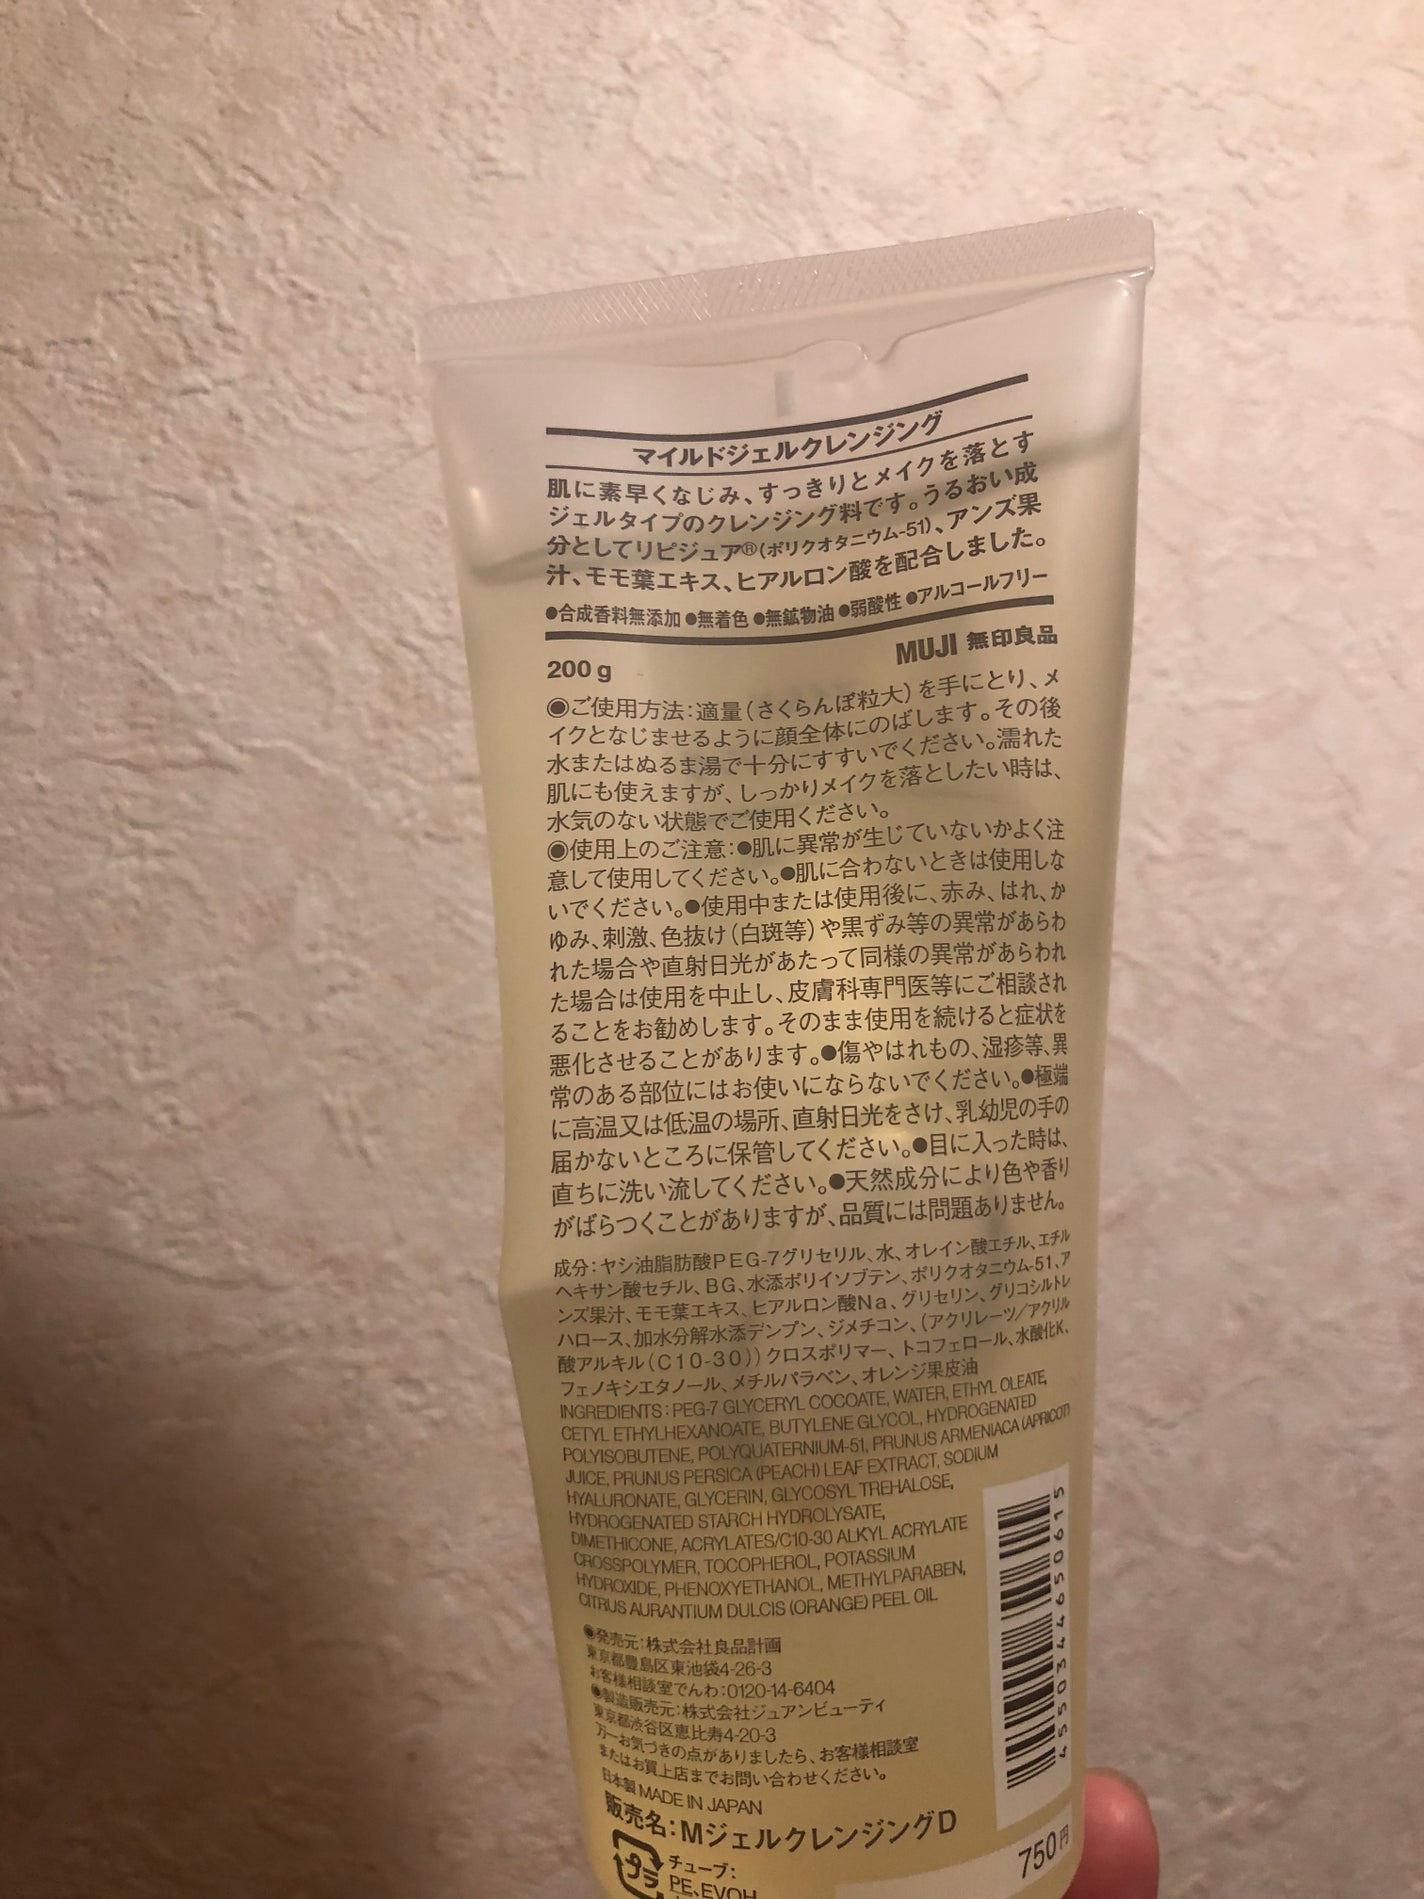 マイルドジェルクレンジング
肌に素早くなじみ、すっきりとメイクを落とす
ジェルタイプのクレンジング料です。うるおい成
分としてリピジュア®(ポリクオタニウム-51)、アンズ果
汁、モモ葉エキス、ヒアルロン酸を配合しました。
●合成香料無添加 ●無着色 ●無鉱物油 ●弱酸性 ●アルコールフリー
200g
MUJI 無印良品
◉ご使用方法：適量(さくらんぼ粒大)を手にとり、メ
イクとなじませるように顔全体にのばします。その後
水またはぬるま湯で十分にすすいでください。濡れた
肌にも使えますが、しっかりメイクを落としたい時は、
水気のない状態でご使用ください。
◉使用上のご注意：●肌に異常が生じていないかよく注
意して使用してください。●肌に合わないときは使用しな
いでください。●使用中または使用後に、赤み、はれ、か
ゆみ、刺激、色抜け(白斑等)や黒ずみ等の異常があらわ
れた場合や直射日光があたって同様の異常があらわれ
た場合は使用を中止し、皮膚科専門医等にご相談され
ることをお勧めします。そのまま使用を続けると症状を
悪化させることがあります。●傷やはれもの、湿疹等、異
常のある部位にはお使いにならないでください。●極端
に高温又は低温の場所、直射日光をさけ、乳幼児の手の
届かないところに保管してください。●目に入った時は、
直ちに洗い流してください。●天然成分により色や香り
がばらつくことがありますが、品質には問題ありません。
成分：ヤシ油脂肪酸PEG-7グリセリル、水、オレイン酸エチル、エチル
ヘキサン酸セチル、BG、水添ポリイソブテン、ポリクオタニウム-51、ア
ンズ果汁、モモ葉エキス、ヒアルロン酸Na、グリセリン、グリコシルトレ
ハロース、加水分解水添デンプン、ジメチコン、(アクリレーツ／アクリル
酸アルキル(C10-30))クロスポリマー、トコフェロール、水酸化K、
フェノキシエタノール、メチルパラベン、オレンジ果皮油
INGREDIENTS : PEG-7 GLYCERYL COCOATE, WATER, ETHYL OLEATE,
CETYL ETHYLHEXANOATE, BUTYLENE GLYCOL, HYDROGENATED
POLYISOBUTENE, POLYQUATERNIUM-51, PRUNUS ARMENIACA (APRICOT)
JUICE, PRUNUS PERSICA (PEACH) LEAF EXTRACT, SODIUM
HYALURONATE, GLYCERIN, GLYCOSYL TREHALOSE,
HYDROGENATED STARCH HYDROLYSATE,
DIMETHICONE, ACRYLATES/C10-30 ALKYL ACRYLATE
CROSSPOLYMER, TOCOPHEROL, POTASSIUM
HYDROXIDE, PHENOXYETHANOL, METHYLPARABEN,
CITRUS AURANTIUM DULCIS (ORANGE) PEEL OIL
◉発売元：株式会社良品計画
東京都豊島区東池袋4-26-3
お客様相談室でんわ：0120-14-6404
◉製造販売元：株式会社ジュアンビューティ
東京都渋谷区恵比寿4-20-3
万一お気づきの点がありましたら、お客様相談室
またはお買上店までお問い合わせください。
日本製 MADE IN JAPAN
販売名：MジェルクレンジングD
プラ
チューブ：
PE、EVOH
4550344650615
750円